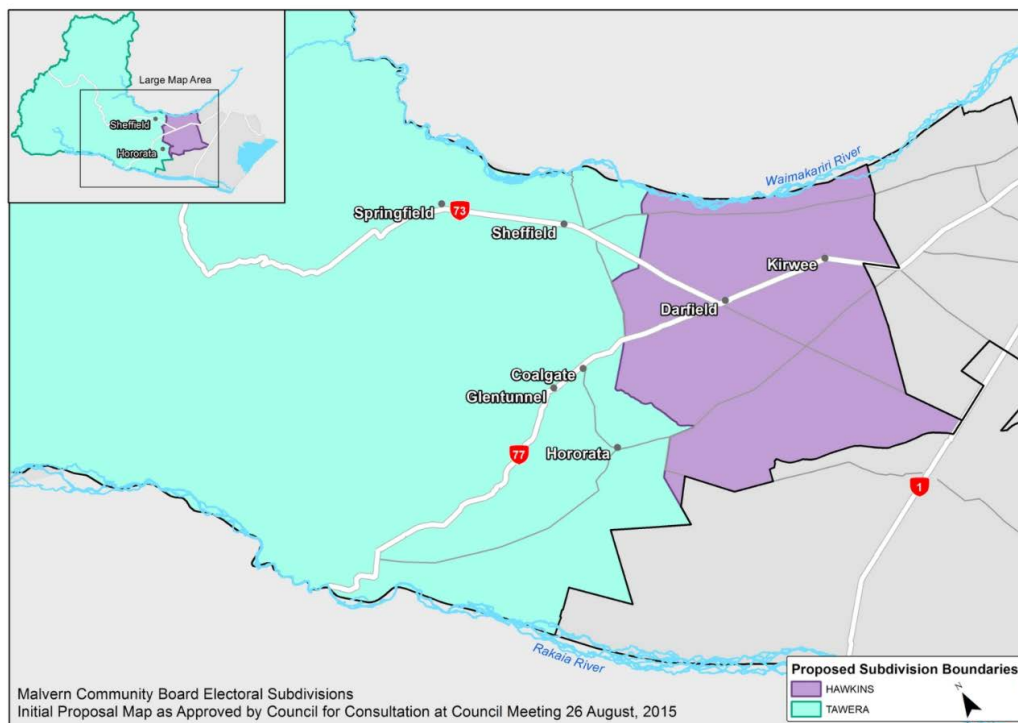 Large Map Area
Sheffield
Hororata
Waimakariri River
Springfield
73
Sheffield
Kirwee
Darfield
Coalgate
Glentunnel
Hororata
77
1
Rakaia River
Proposed Subdivision Boundaries
HAWKINS
TAWERA
N
Malvern Community Board Electoral Subdivisions
Initial Proposal Map as Approved by Council for Consultation at Council Meeting 26 August, 2015